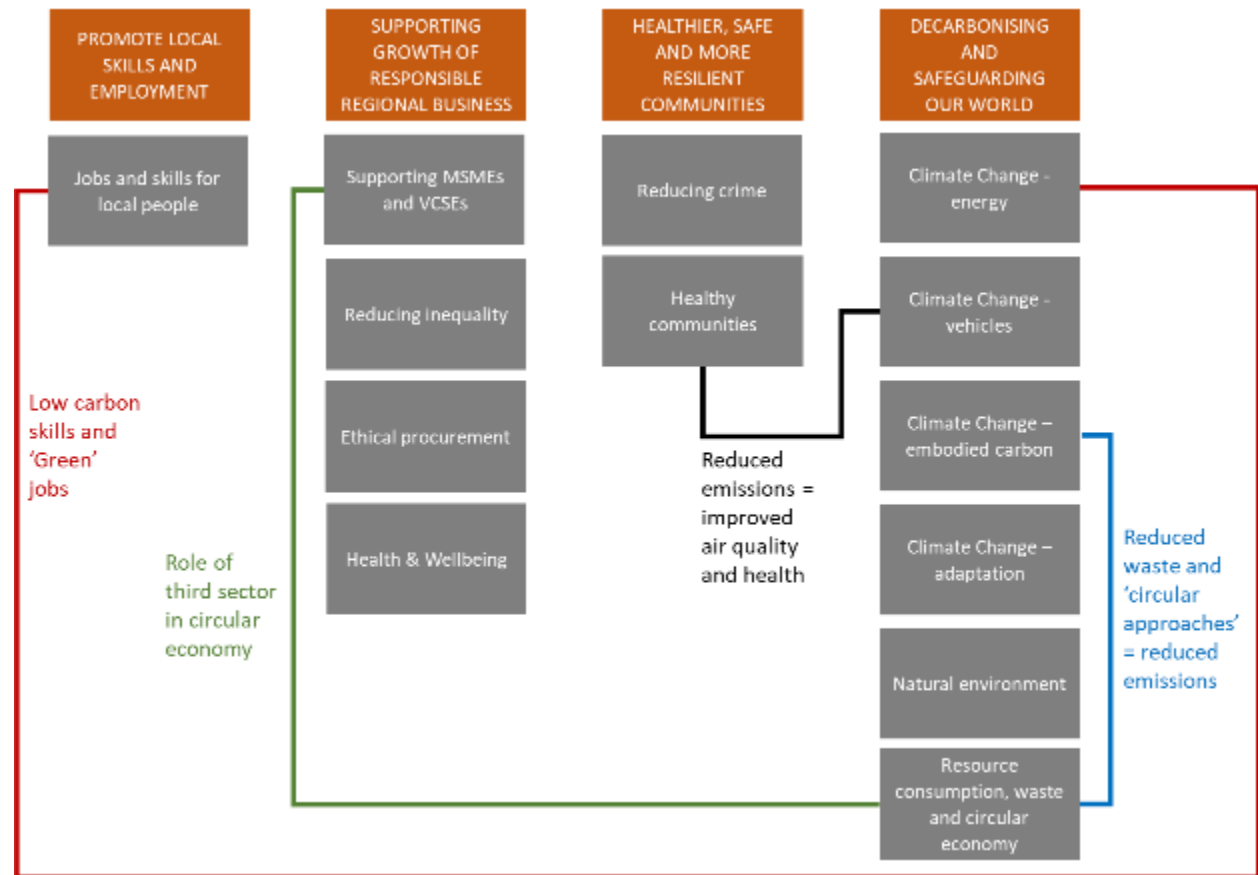 PROMOTE LOCAL
SKILLS AND
EMPLOYMENT
Jobs and skills for
local people
SUPPORTING
GROWTH OF
RESPONSIBLE
REGIONAL BUSINESS
Supporting MSMEs
and VCSEs
Reducing inequality
Ethical procurement
Health & Wellbeing
HEALTHIER, SAFE
AND MORE
RESILIENT
COMMUNITIES
Reducing crime
Healthy
communities
DECARBONISING
AND
SAFEGUARDING
OUR WORLD
Climate Change -
energy
Climate Change -
vehicles
Climate Change –
embodied carbon
Climate Change –
adaptation
Natural environment
Resource
consumption, waste
and circular
economy
Low carbon
skills and
‘Green’
jobs
Role of
third sector
in circular
economy
Reduced
emissions =
improved
air quality
and health
Reduced
waste and
‘circular
approaches’
= reduced
emissions